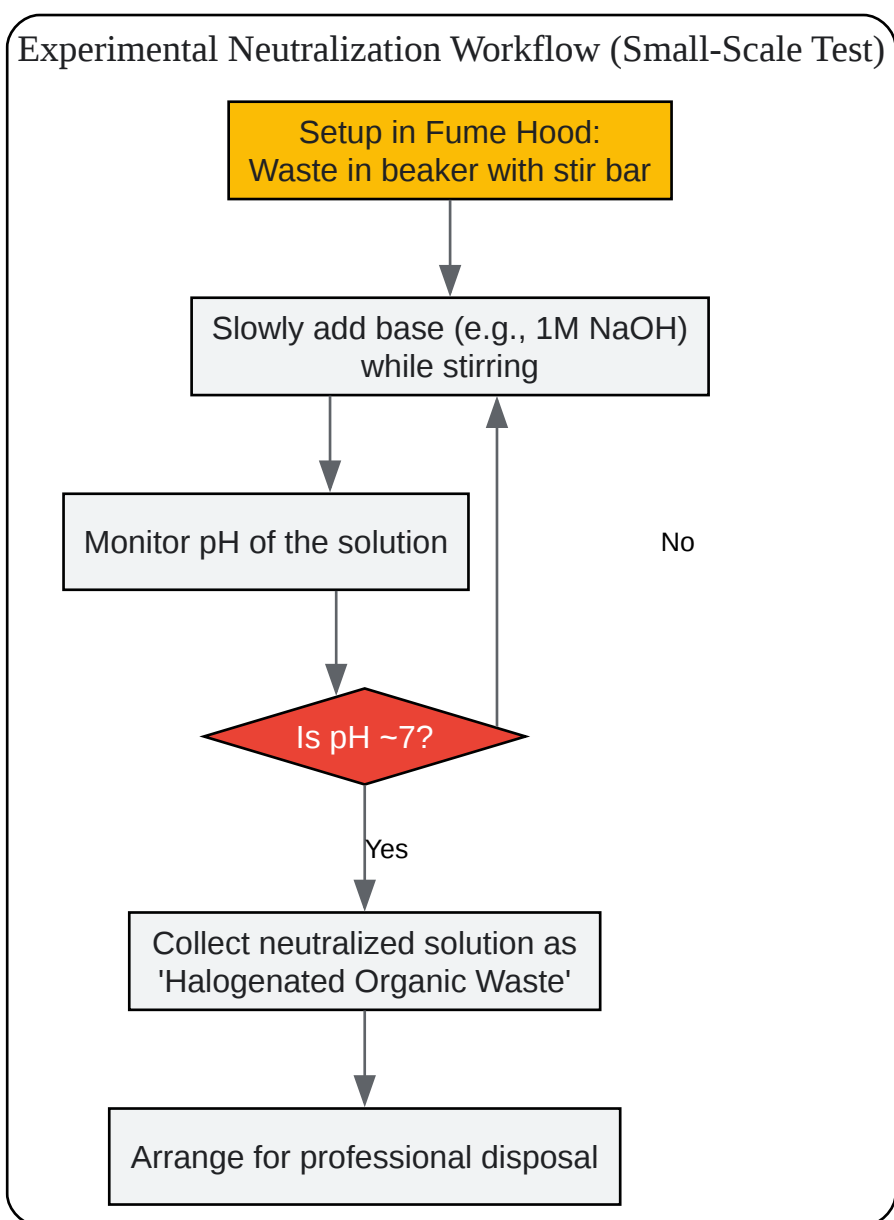 Experimental Neutralization Workflow (Small-Scale Test)
Setup in Fume Hood:
Waste in beaker with stir bar
Slowly add base (e.g., 1M NaOH)
while stirring
Monitor pH of the solution
No
Is pH ~7?
Yes
Collect neutralized solution as
'Halogenated Organic Waste'
Arrange for professional disposal